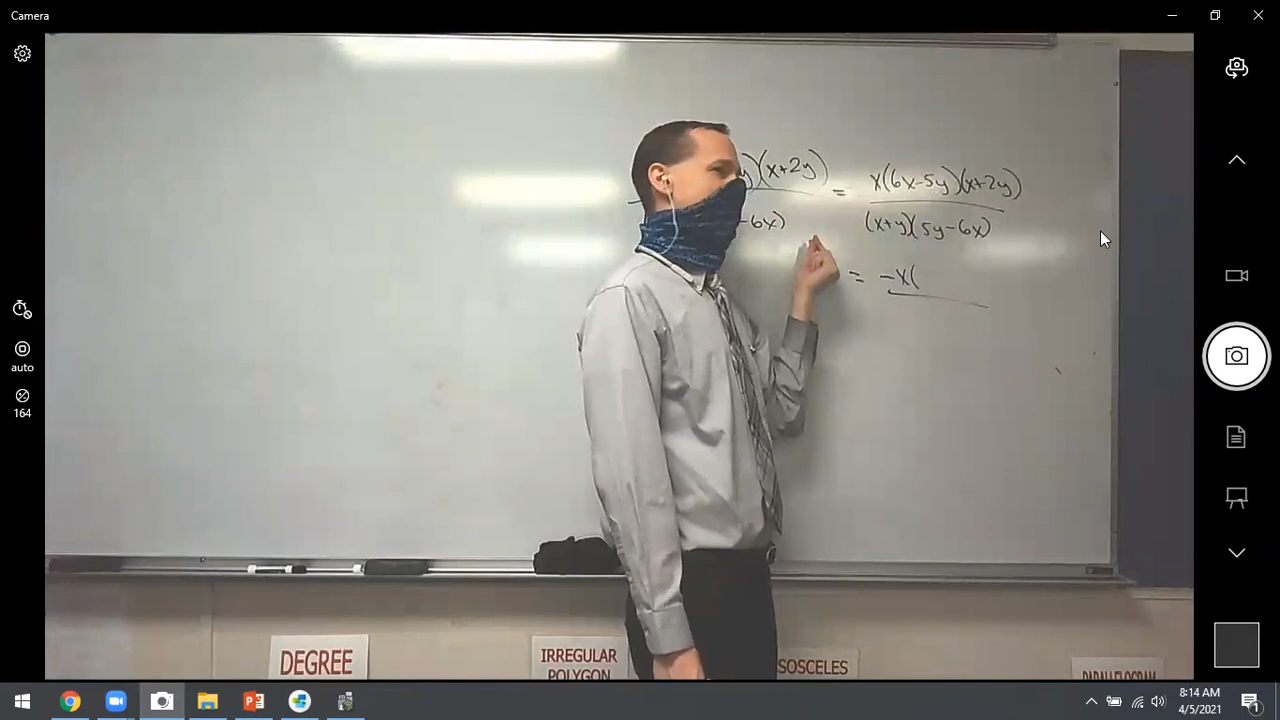 Camera
y)(x+2y) = x(6x-5y)(x+2y)
-6x) (x+y)(5y-6x)
= -x(
auto
164
DEGREE
IRREGULAR
POLYGON
SOSCELES
PARALLELOGRAM
8:14 AM
4/5/2021